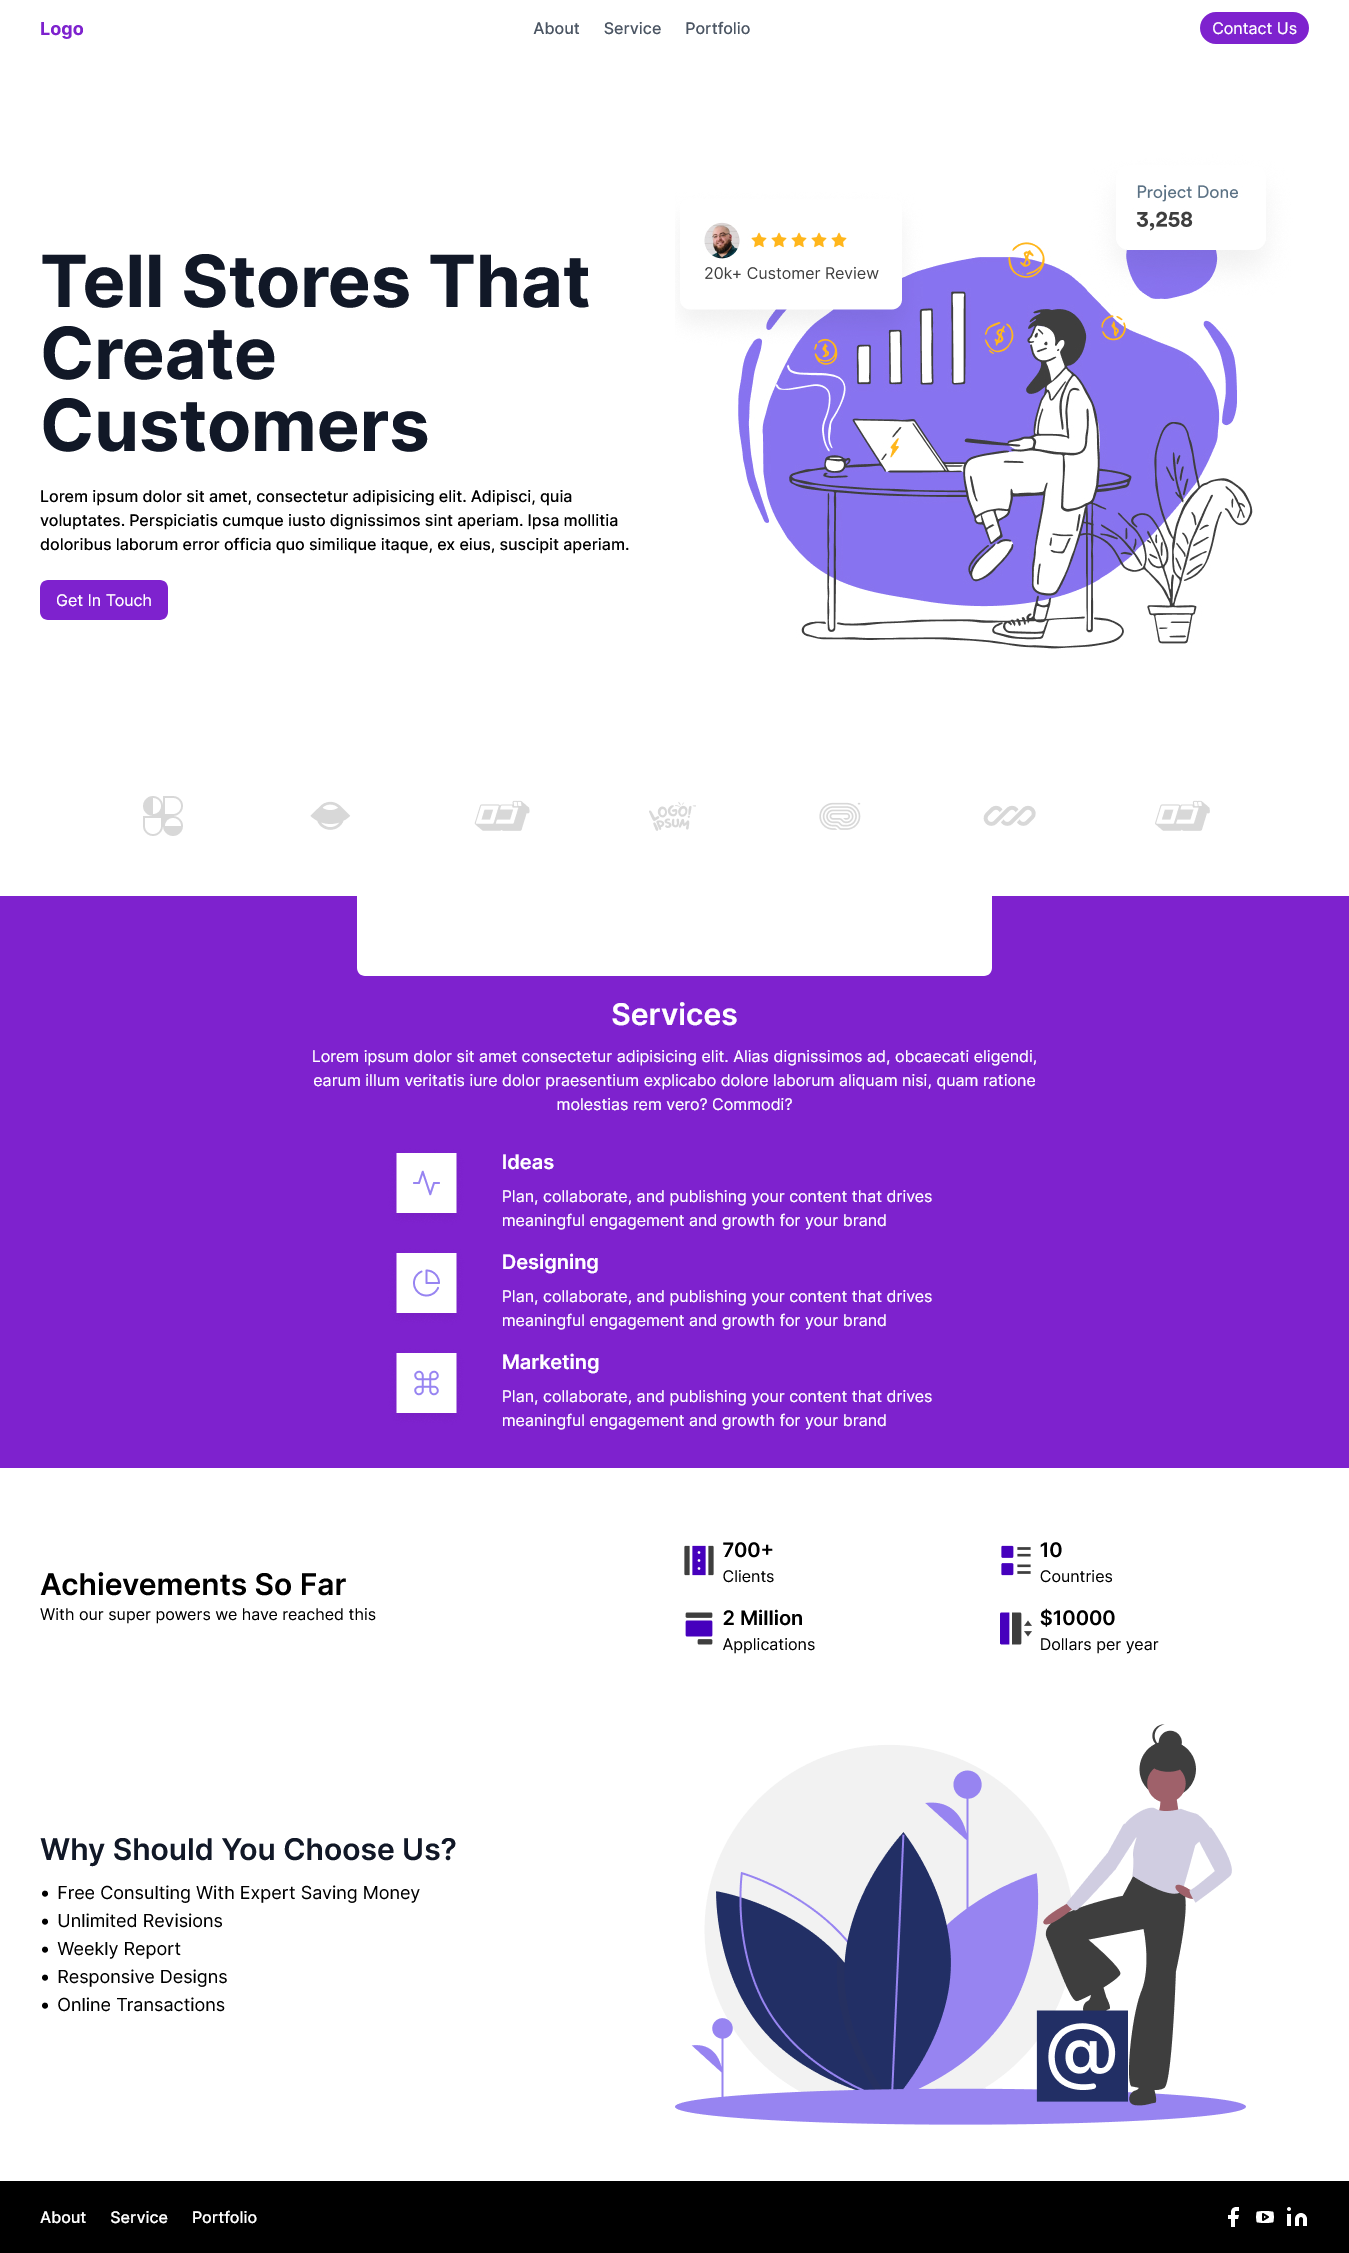 Logo
About
Service
Portfolio
Contact Us
Project Done
3,258
20k+ Customer Review
Tell Stores That
Create
Customers
Lorem ipsum dolor sit amet, consectetur adipisicing elit. Adipisci, quia
voluptates. Perspiciatis cumque iusto dignissimos sint aperiam. Ipsa mollitia
doloribus laborum error officia quo similique itaque, ex eius, suscipit aperiam.
Get In Touch
LOGO!
IPSUM
Services
Lorem ipsum dolor sit amet consectetur adipisicing elit. Alias dignissimos ad, obcaecati eligendi,
earum illum veritatis iure dolor praesentium explicabo dolore laborum aliquam nisi, quam ratione
molestias rem vero? Commodi?
Ideas
Plan, collaborate, and publishing your content that drives
meaningful engagement and growth for your brand
Designing
Plan, collaborate, and publishing your content that drives
meaningful engagement and growth for your brand
Marketing
Plan, collaborate, and publishing your content that drives
meaningful engagement and growth for your brand
Achievements So Far
With our super powers we have reached this
700+
Clients
10
Countries
2 Million
Applications
$10000
Dollars per year
Why Should You Choose Us?
• Free Consulting With Expert Saving Money
• Unlimited Revisions
• Weekly Report
• Responsive Designs
• Online Transactions
@
About
Service
Portfolio